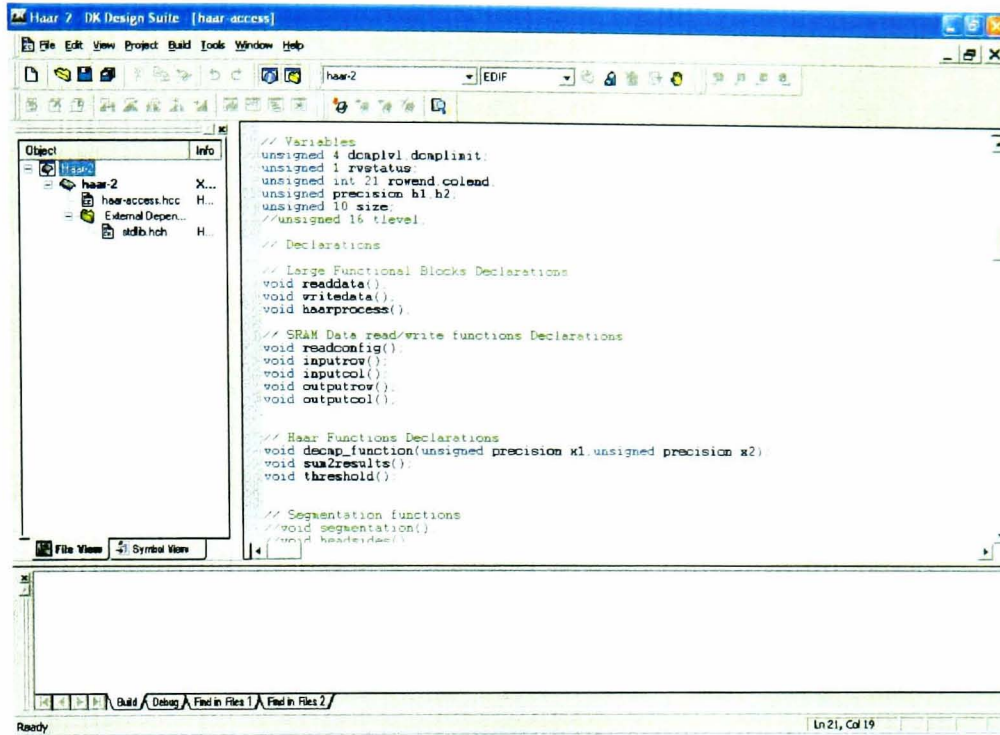 Haar 2 DK Design Suite [haar-access]
File Edit View Project Build Tools Window Help
haar-2 EDIF
Object Info
Haar-2
haar-2 X...
haar-access.hcc H...
External Depen...
stdlib.hch H...
File View Symbol View
// Variables
unsigned 4 dcmplvl,dcmplimit;
unsigned 1 rwstatus;
unsigned int 21 rowend,colend;
unsigned precision h1,h2;
unsigned 10 size;
//unsigned 16 tlevel;
// Declarations
// Large Functional Blocks Declarations
void readdata();
void writedata();
void haarprocess();
// SRAM Data read/write functions Declarations
void readconfig();
void inputrow();
void inputcol();
void outputrow();
void outputcol();
// Haar Functions Declarations
void decmp_function(unsigned precision x1,unsigned precision x2)
void sum2results();
void threshold();
// Segmentation functions
//void segmentation()
//void headsides()
Build Debug Find in Files 1 Find in Files 2
Ready Ln 21, Col 19